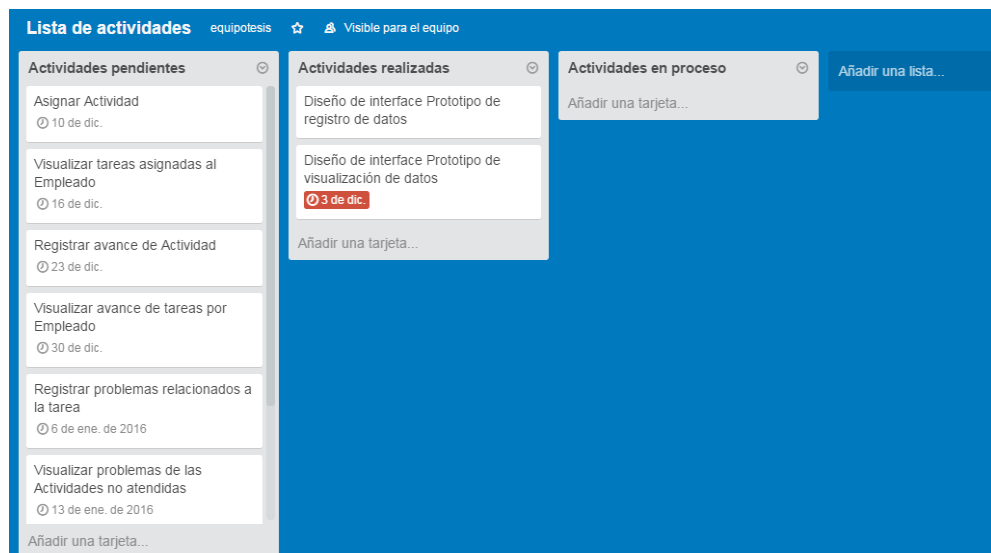 Lista de actividades equipotesis Visible para el equipo
Actividades pendientes
Asignar Actividad
10 de dic.
Visualizar tareas asignadas al
Empleado
16 de dic.
Registrar avance de Actividad
23 de dic.
Visualizar avance de tareas por
Empleado
30 de dic.
Registrar problemas relacionados a
la tarea
6 de ene. de 2016
Visualizar problemas de las
Actividades no atendidas
13 de ene. de 2016
Añadir una tarjeta...
Actividades realizadas
Diseño de interface Prototipo de
registro de datos
Diseño de interface Prototipo de
visualización de datos
3 de dic.
Añadir una tarjeta...
Actividades en proceso
Añadir una tarjeta...
Añadir una lista...